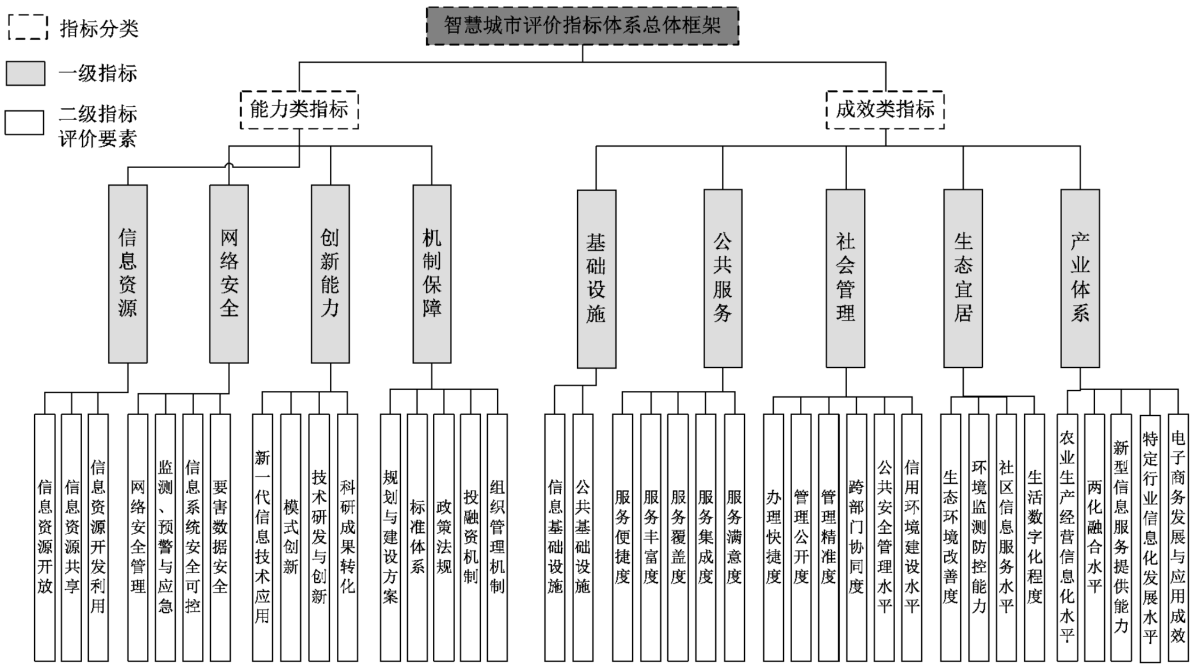 智慧城市评价指标体系总体框架
指标分类
一级指标
二级指标
评价要素
能力类指标
成效类指标
信息资源
网络安全
创新能力
机制保障
基础设施
公共服务
社会管理
生态宜居
产业体系
信息资源开放
信息资源共享
信息资源开发利用
网络安全管理
监测、预警与应急
信息系统安全可控
要害数据安全
新一代信息技术应用
模式创新
技术研发与创新
科研成果转化
规划与建设方案
标准体系
政策法规
投融资机制
组织管理机制
信息基础设施
公共基础设施
服务便捷度
服务丰富度
服务覆盖度
服务集成度
服务满意度
办理快捷度
管理公开度
管理精准度
跨部门协同度
公共安全管理水平
信用环境建设水平
生态环境改善度
环境监测防控能力
社区信息服务水平
生活数字化程度
农业生产经营信息化水平
两化融合水平
新型信息服务提供能力
特定行业信息化发展水平
电子商务发展与应用成效